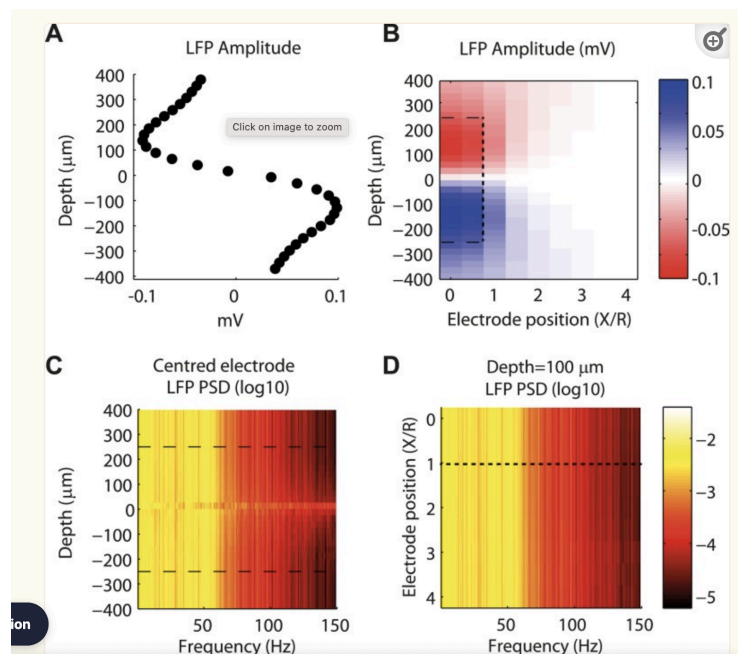 A
LFP Amplitude
400
300
200
100
0
−100
−200
−300
−400
Depth (μm)
-0.1
0
0.1
mV
Click on image to zoom
B
LFP Amplitude (mV)
400
300
200
100
0
−100
−200
−300
−400
Depth (μm)
0
1
2
3
4
Electrode position (X/R)
0.1
0.05
0
-0.05
-0.1
C
Centred electrode
LFP PSD (log10)
400
300
200
100
0
−100
−200
−300
−400
Depth (μm)
50
100
150
Frequency (Hz)
D
Depth=100 μm
LFP PSD (log10)
0
1
2
3
4
Electrode position (X/R)
50
100
150
Frequency (Hz)
−2
−3
−4
−5
ion